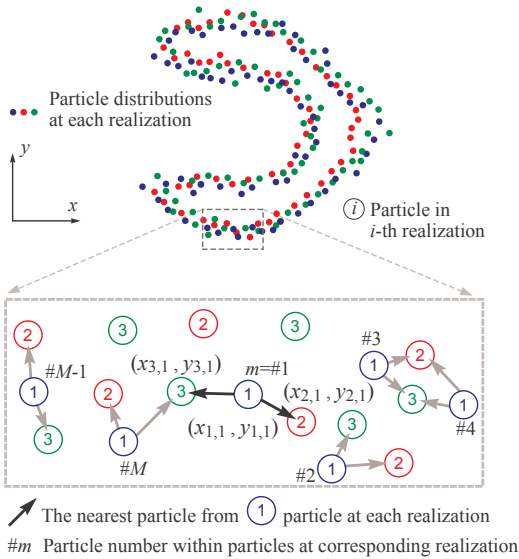 Particle distributions
at each realization
y
x
i Particle in
i-th realization
2 3 2 3 #3
(x3,1 , y3,1) m=#1 2
#M-1 1
1 2 3 1 (x2,1 , y2,1) 3 1
(x1,1 , y1,1) 2 #4
3 1 3
#M #2 1 2
The nearest particle from 1 particle at each realization
#m Particle number within particles at corresponding realization